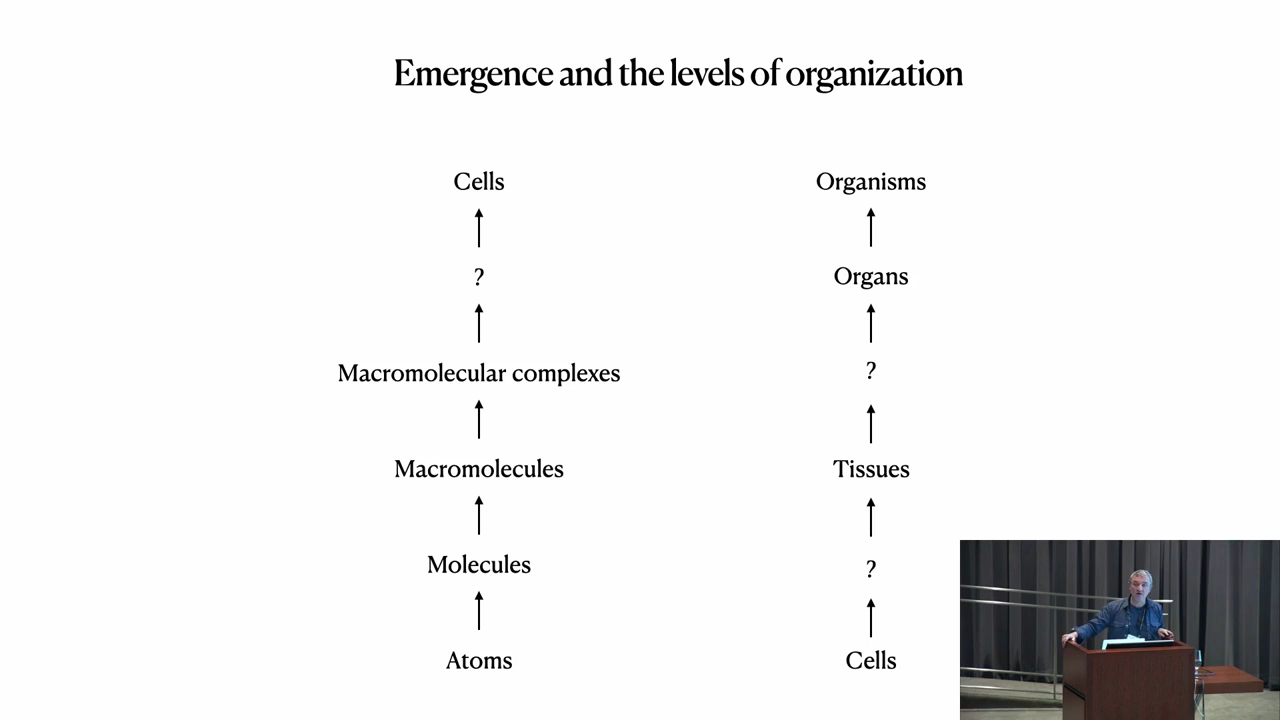 Emergence and the levels of organization
Cells
?
Macromolecular complexes
Macromolecules
Molecules
Atoms
Organisms
Organs
?
Tissues
?
Cells